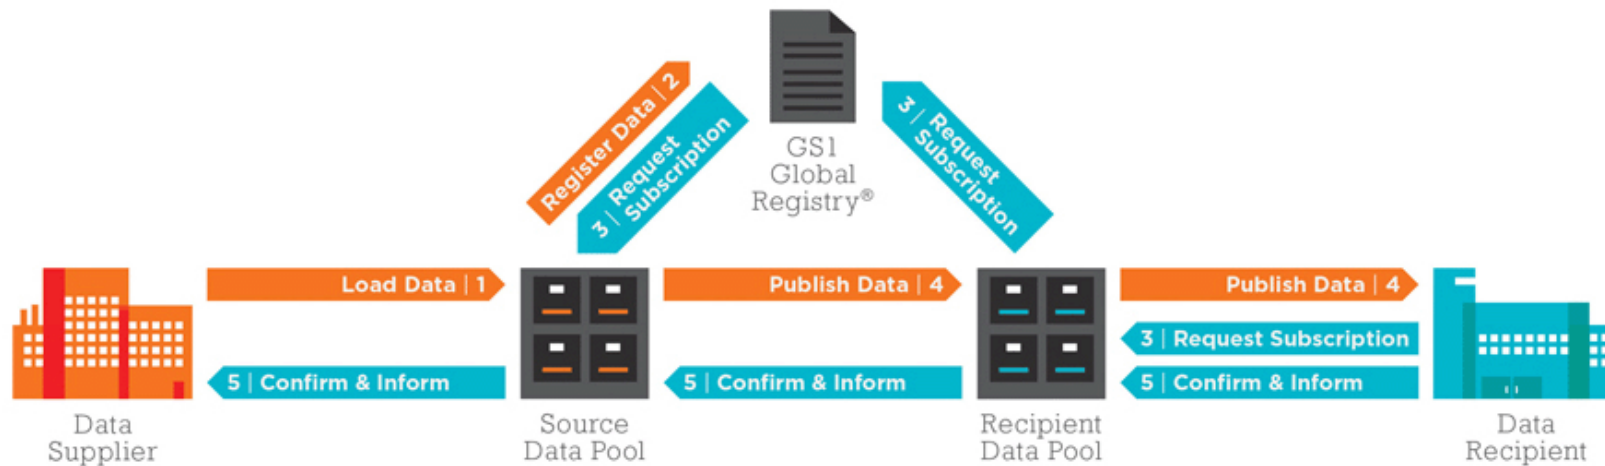 Register Data | 2
3 | Request
Subscription
3 | Request
Subscription
GS1
Global
Registry®
Load Data | 1
Publish Data | 4
Publish Data | 4
3 | Request Subscription
5 | Confirm & Inform
5 | Confirm & Inform
5 | Confirm & Inform
Data
Supplier
Source
Data Pool
Recipient
Data Pool
Data
Recipient